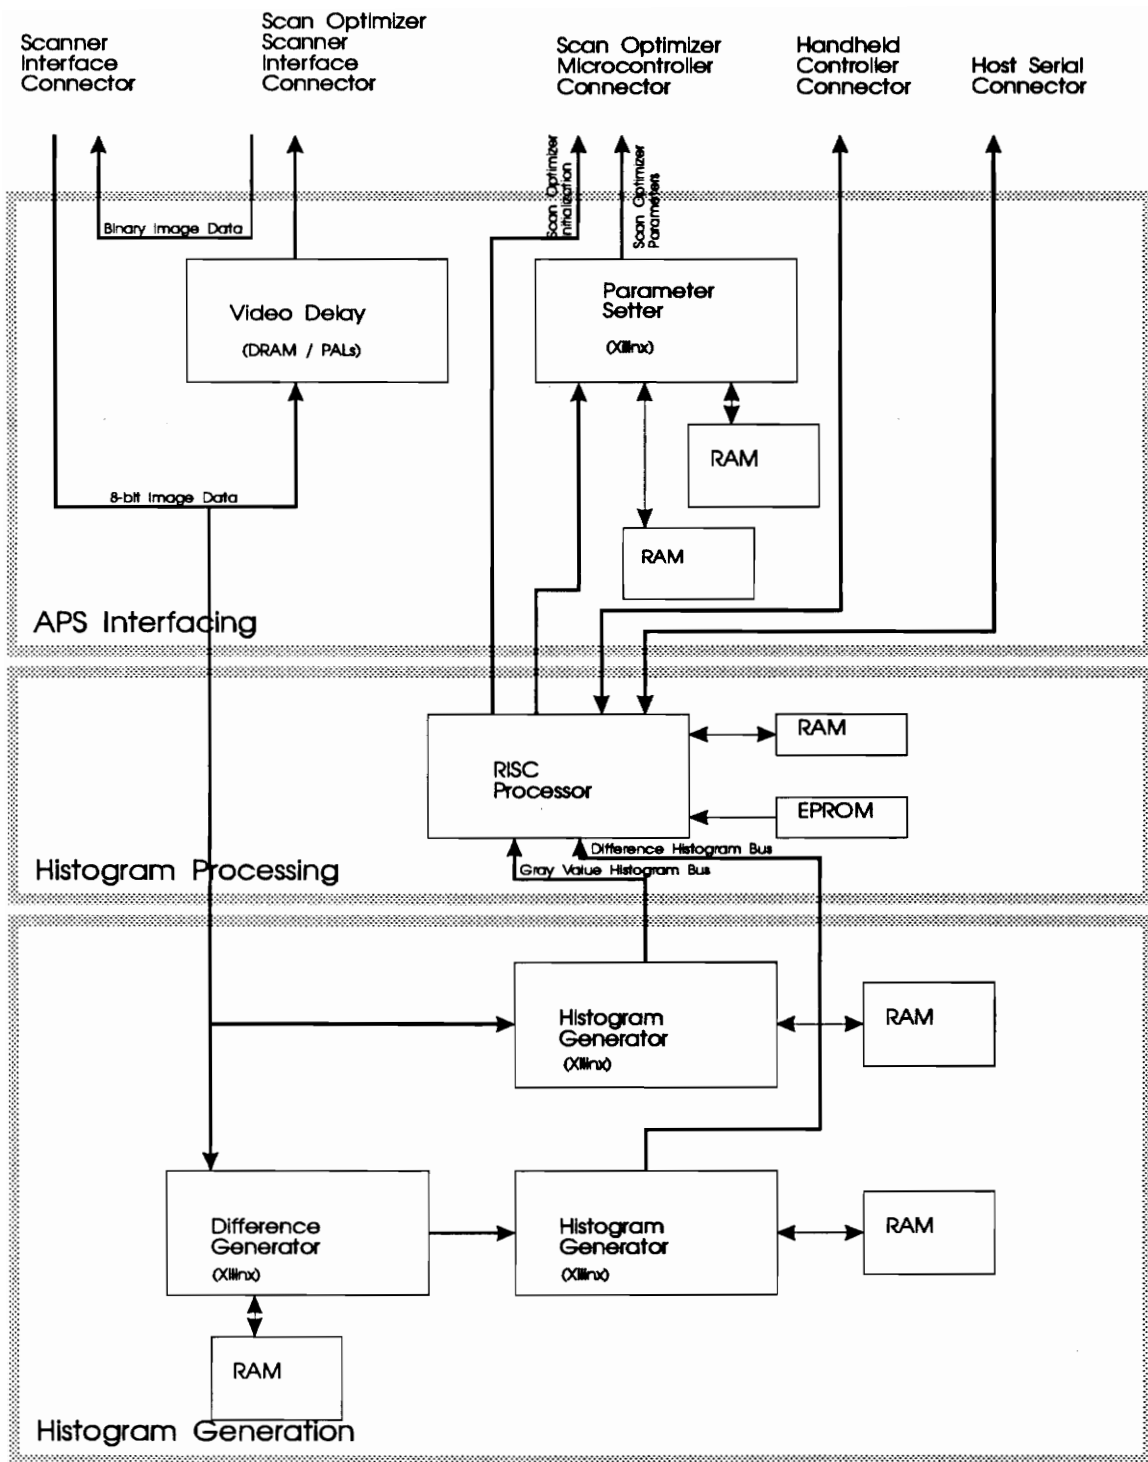 Scanner
Interface
Connector
Scan Optimizer
Scanner
Interface
Connector
Scan Optimizer
Microcontroller
Connector
Handheld
Controller
Connector
Host Serial
Connector
Binary Image Data
Scan Optimizer
Initialization
Scan Optimizer
Parameters
Video Delay
(DRAM / PALs)
Parameter
Setter
(Xilinx)
RAM
RAM
8-bit Image Data
APS Interfacing
RISC
Processor
RAM
EPROM
Difference Histogram Bus
Gray Value Histogram Bus
Histogram Processing
Histogram
Generator
(Xilinx)
RAM
Difference
Generator
(Xilinx)
Histogram
Generator
(Xilinx)
RAM
RAM
Histogram Generation